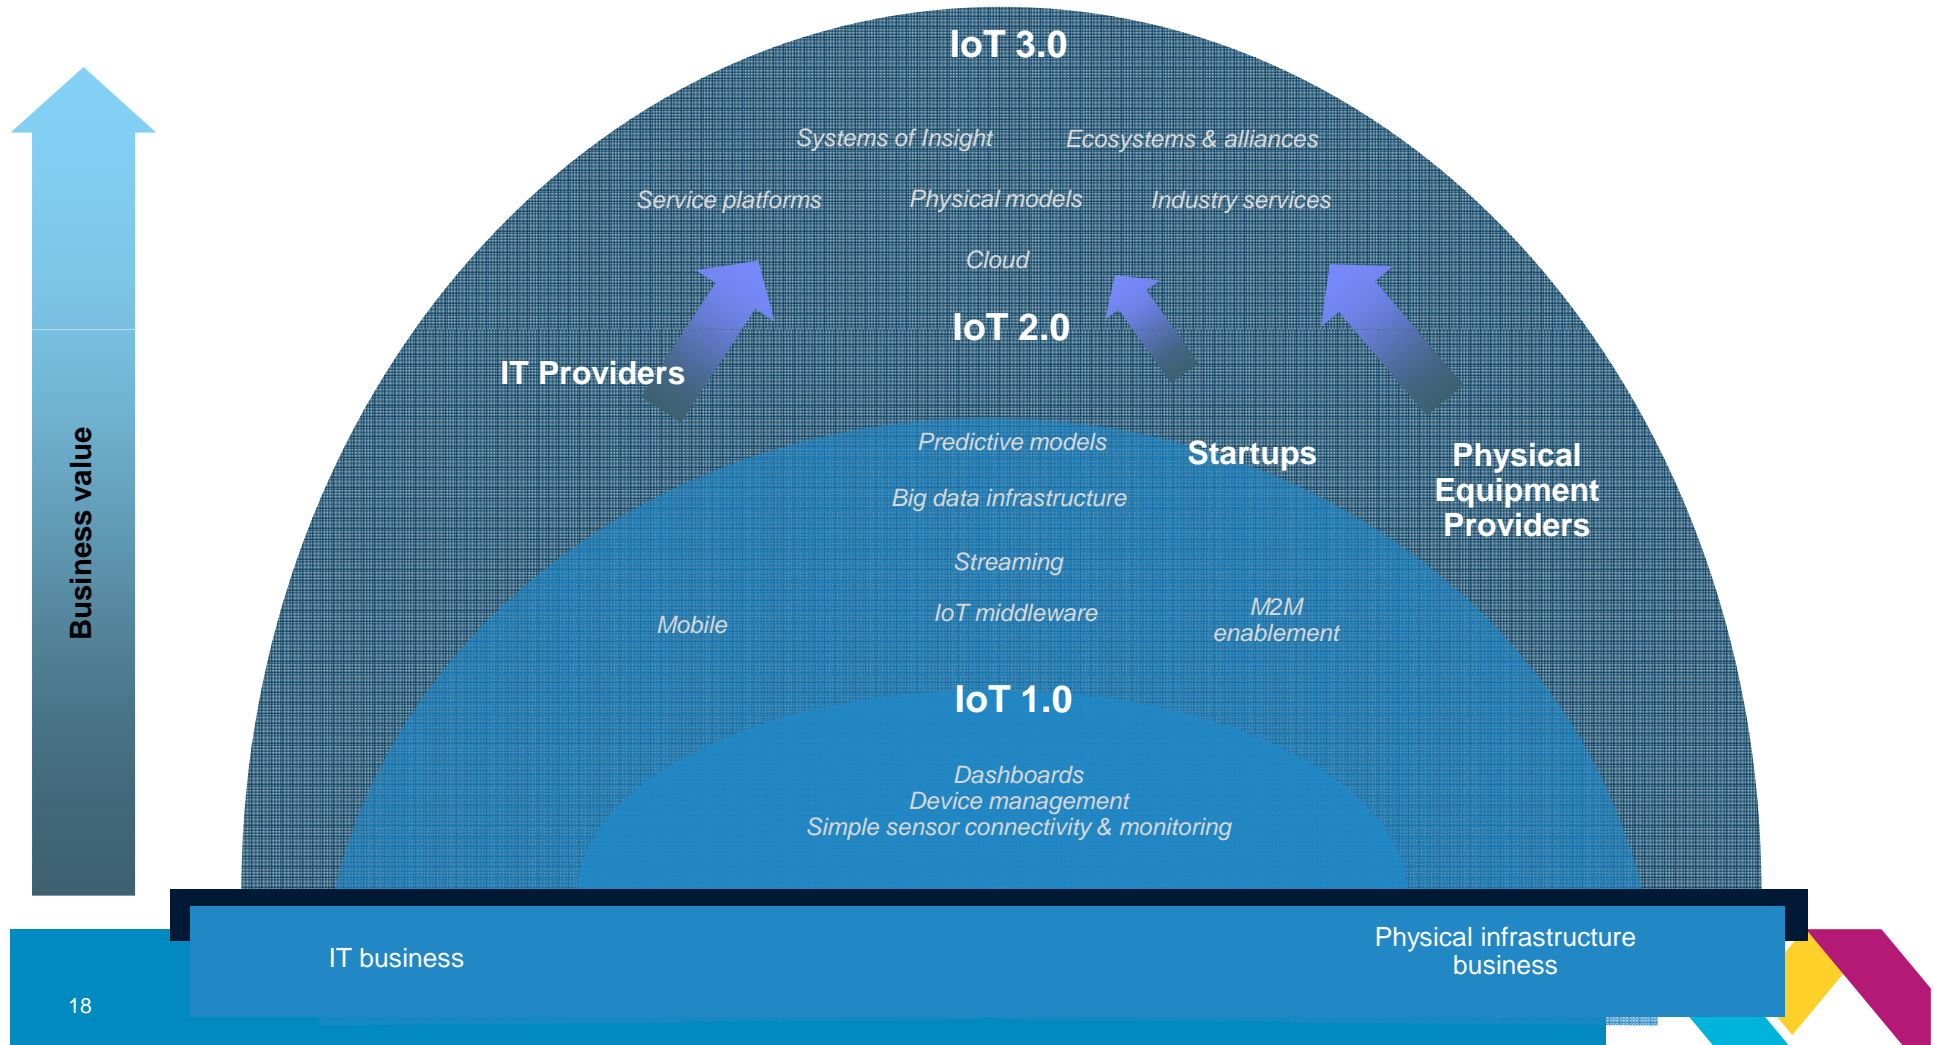 IoT 3.0
Systems of Insight
Ecosystems & alliances
Service platforms
Physical models
Industry services
Cloud
IoT 2.0
IT Providers
Startups
Physical
Equipment
Providers
Predictive models
Big data infrastructure
Streaming
Mobile
IoT middleware
M2M
enablement
IoT 1.0
Dashboards
Device management
Simple sensor connectivity & monitoring
Business value
IT business
Physical infrastructure
business
18